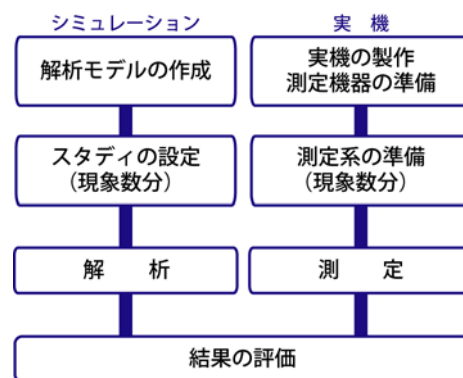 シミュレーション
実 機
解析モデルの作成
実機の製作
測定機器の準備
スタディの設定
（現象数分）
測定系の準備
（現象数分）
解 析
測 定
結果の評価